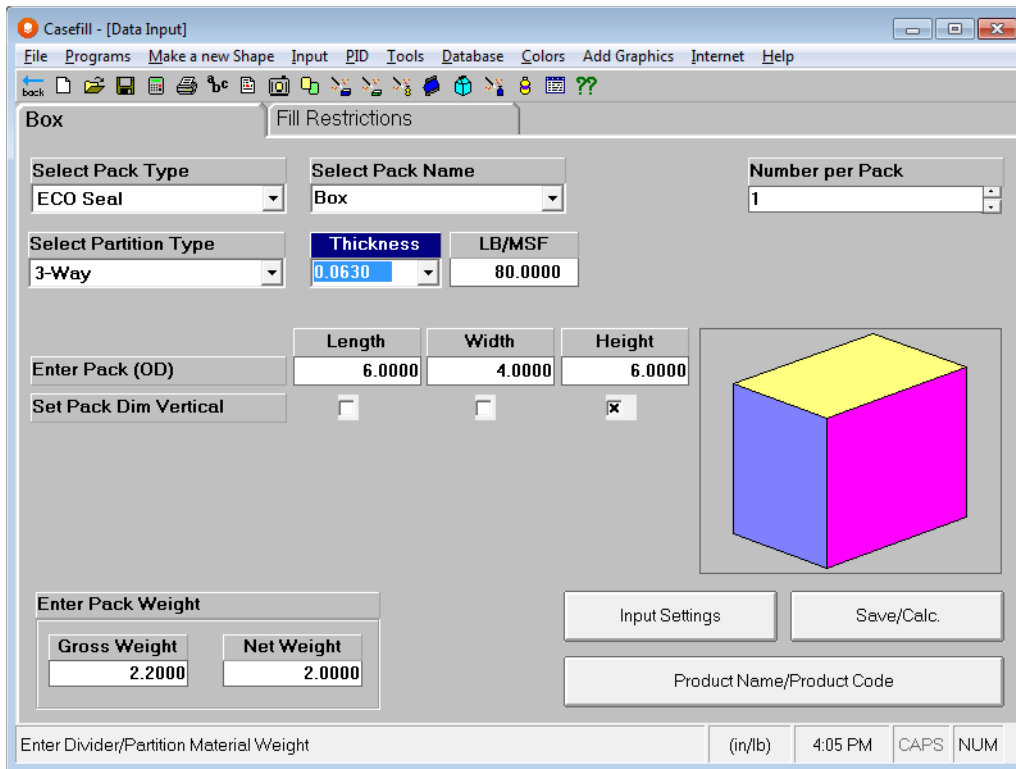 Casefill - [Data Input]
File Programs Make a new Shape Input PID Tools Database Colors Add Graphics Internet Help
back abc ??
Box Fill Restrictions
Select Pack Type Select Pack Name Number per Pack
ECO Seal Box 1
Select Partition Type Thickness LB/MSF
3-Way 0.0630 80.0000
Length Width Height
Enter Pack (OD) 6.0000 4.0000 6.0000
Set Pack Dim Vertical
Enter Pack Weight
Input Settings Save/Calc.
Gross Weight Net Weight
2.2000 2.0000
Product Name/Product Code
Enter Divider/Partition Material Weight (in/lb) 4:05 PM CAPS NUM